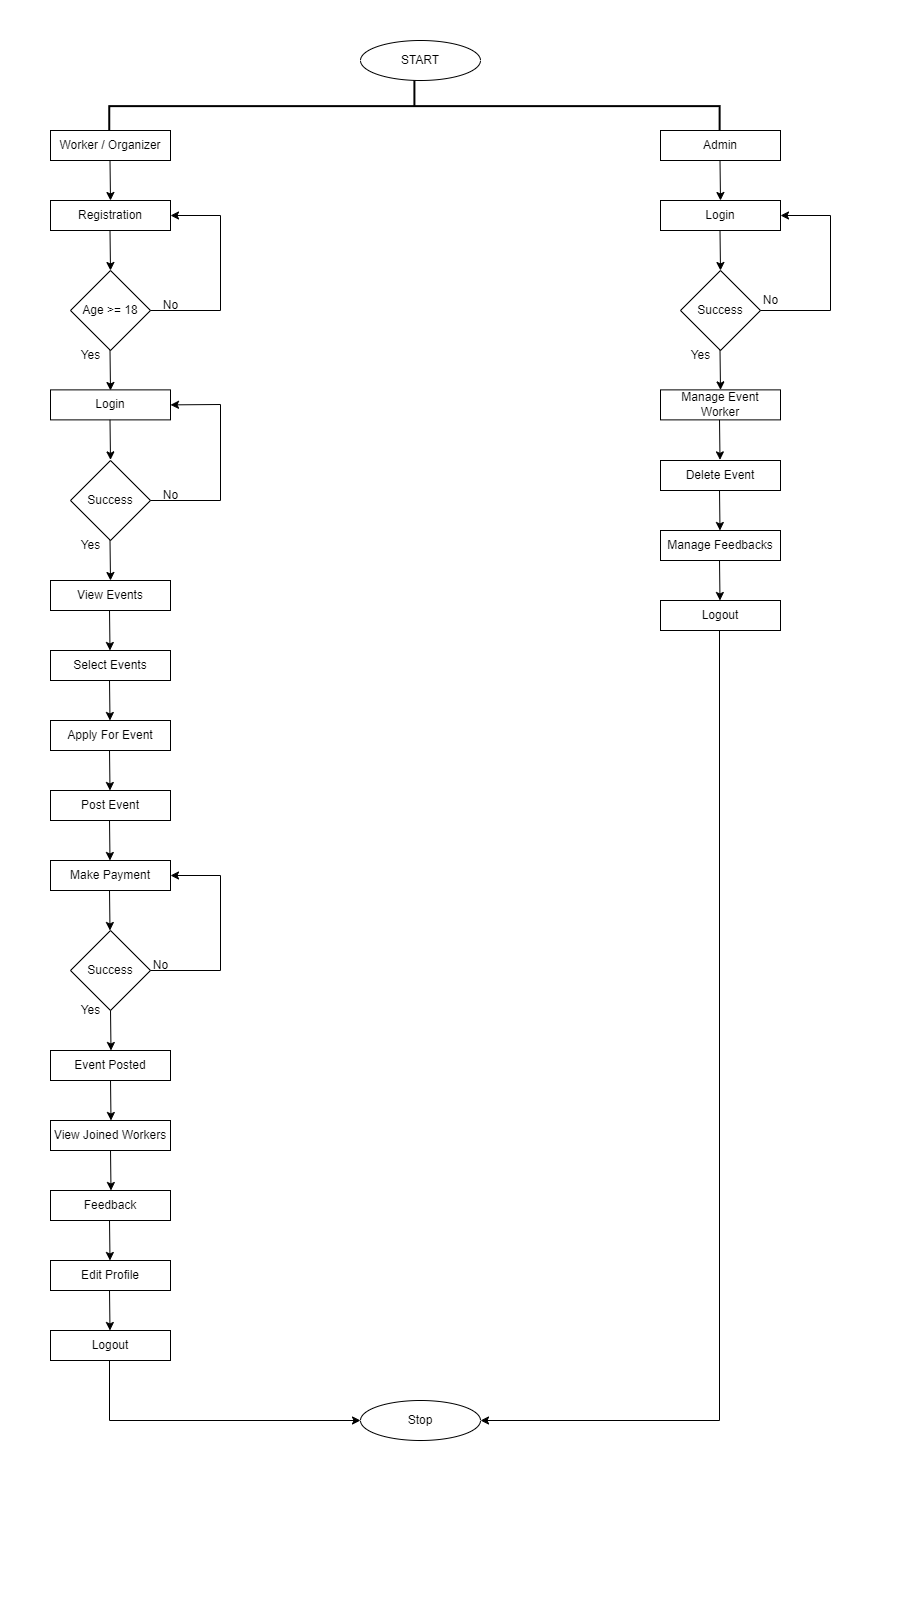 START
Worker / Organizer
Admin
Registration
Login
Age >= 18
No
Success
No
Yes
Yes
Login
Manage Event
Worker
Delete Event
Success
No
Yes
Manage Feedbacks
View Events
Logout
Select Events
Apply For Event
Post Event
Make Payment
Success
No
Yes
Event Posted
View Joined Workers
Feedback
Edit Profile
Logout
Stop